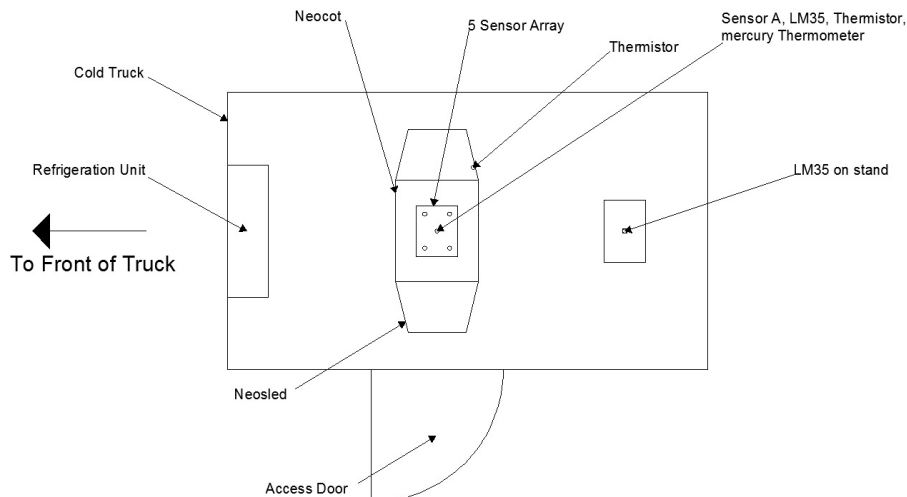 Neocot
5 Sensor Array
Sensor A, LM35, Thermistor,
mercury Thermometer
Thermistor
Cold Truck
Refrigeration Unit
LM35 on stand
To Front of Truck
Neosled
Access Door